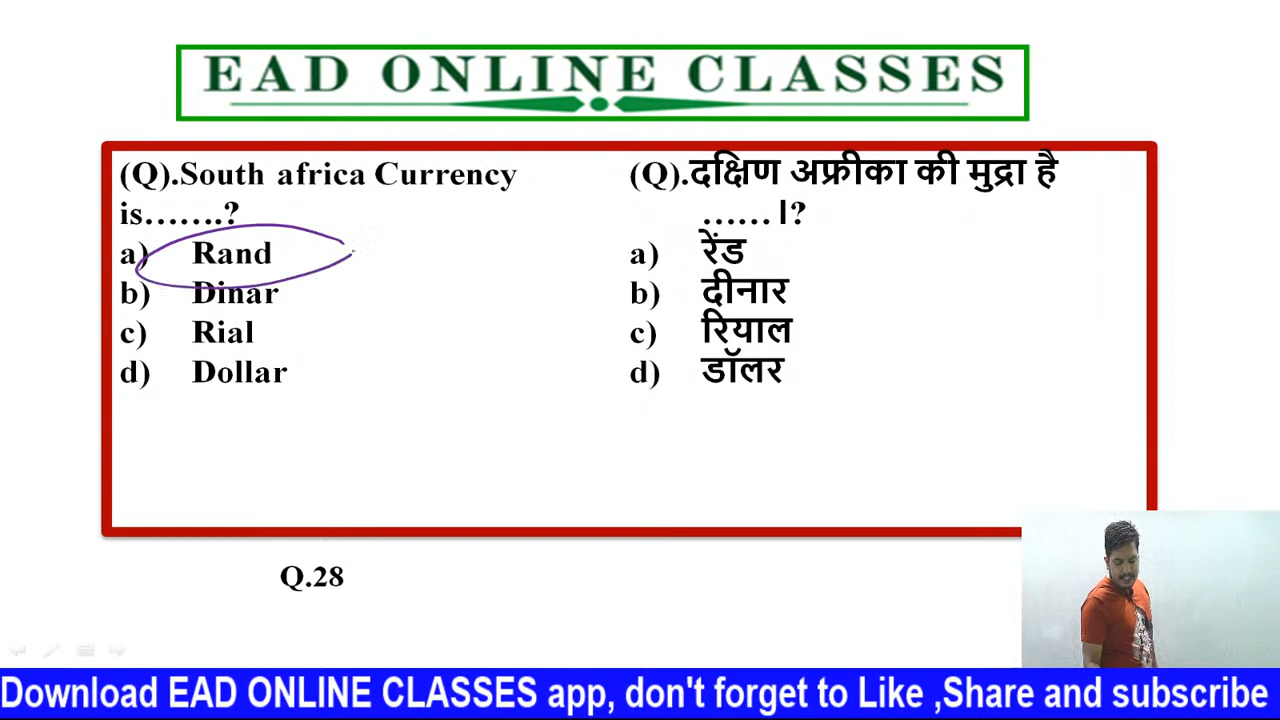 EAD ONLINE CLASSES
(Q).South africa Currency
is.......?
a) Rand
b) Dinar
c) Rial
d) Dollar
(Q).दक्षिण अफ्रीका की मुद्रा है
...... ।?
a) रेंड
b) दीनार
c) रियाल
d) डॉलर
Q.28
Download EAD ONLINE CLASSES app, don't forget to Like ,Share and subscribe